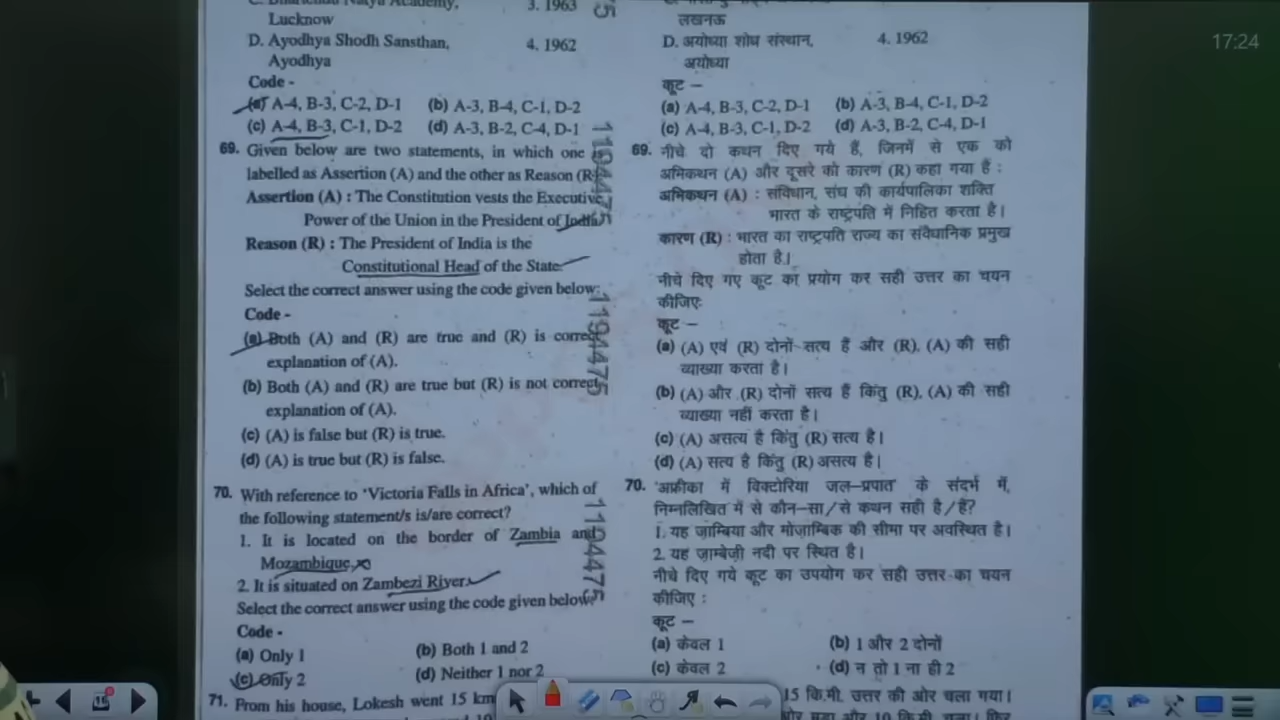 Lucknow
3. 1963
D. Ayodhya Shodh Sansthan,
4. 1962
Ayodhya
Code -
(a) A-4, B-3, C-2, D-1 (b) A-3, B-4, C-1, D-2
(c) A-4, B-3, C-1, D-2 (d) A-3, B-2, C-4, D-1
69. Given below are two statements, in which one is
labelled as Assertion (A) and the other as Reason (R
Assertion (A) : The Constitution vests the Executive
Power of the Union in the President of India.
Reason (R) : The President of India is the
Constitutional Head of the State.
Select the correct answer using the code given below:
Code -
(a) Both (A) and (R) are true and (R) is correct
explanation of (A).
(b) Both (A) and (R) are true but (R) is not correct
explanation of (A).
(c) (A) is false but (R) is true.
(d) (A) is true but (R) is false.
70. With reference to 'Victoria Falls in Africa', which of
the following statement/s is/are correct?
1. It is located on the border of Zambia and
Mozambique.
2. It is situated on Zambezi River.
Select the correct answer using the code given below:
Code -
(a) Only 1 (b) Both 1 and 2
(c) Only 2 (d) Neither 1 nor 2
71. From his house, Lokesh went 15 km
लखनऊ
D. अयोध्या शोध संस्थान, 4. 1962
अयोध्या
कूट –
(a) A-4, B-3, C-2, D-1 (b) A-3, B-4, C-1, D-2
(c) A-4, B-3, C-1, D-2 (d) A-3, B-2, C-4, D-1
69. नीचे दो कथन दिए गये हैं, जिनमें से एक को
अभिकथन (A) और दूसरे को कारण (R) कहा गया हैं :
अभिकथन (A) : संविधान, संघ की कार्यपालिका शक्ति
भारत के राष्ट्रपति में निहित करता है।
कारण (R) : भारत का राष्ट्रपति राज्य का संवैधानिक प्रमुख
होता है।
नीचे दिए गए कूट का प्रयोग कर सही उत्तर का चयन
कीजिएः
कूट –
(a) (A) एवं (R) दोनों सत्य हैं और (R), (A) की सही
व्याख्या करता है।
(b) (A) और (R) दोनों सत्य हैं किंतु (R), (A) की सही
व्याख्या नहीं करता है।
(c) (A) असत्य है किंतु (R) सत्य है।
(d) (A) सत्य है किंतु (R) असत्य है।
70. 'अफ्रीका में विक्टोरिया जल-प्रपात' के संदर्भ में,
निम्नलिखित में से कौन-सा/से कथन सही है/हैं?
1. यह ज़ाम्बिया और मोज़ाम्बिक की सीमा पर अवस्थित है।
2. यह ज़ाम्बेज़ी नदी पर स्थित है।
नीचे दिए गये कूट का उपयोग कर सही उत्तर का चयन
कीजिए :
कूट –
(a) केवल 1 (b) 1 और 2 दोनों
(c) केवल 2 (d) न तो 1 ना ही 2
15 कि.मी. उत्तर की ओर चला गया।
1194475
1194475
1194475
17:24